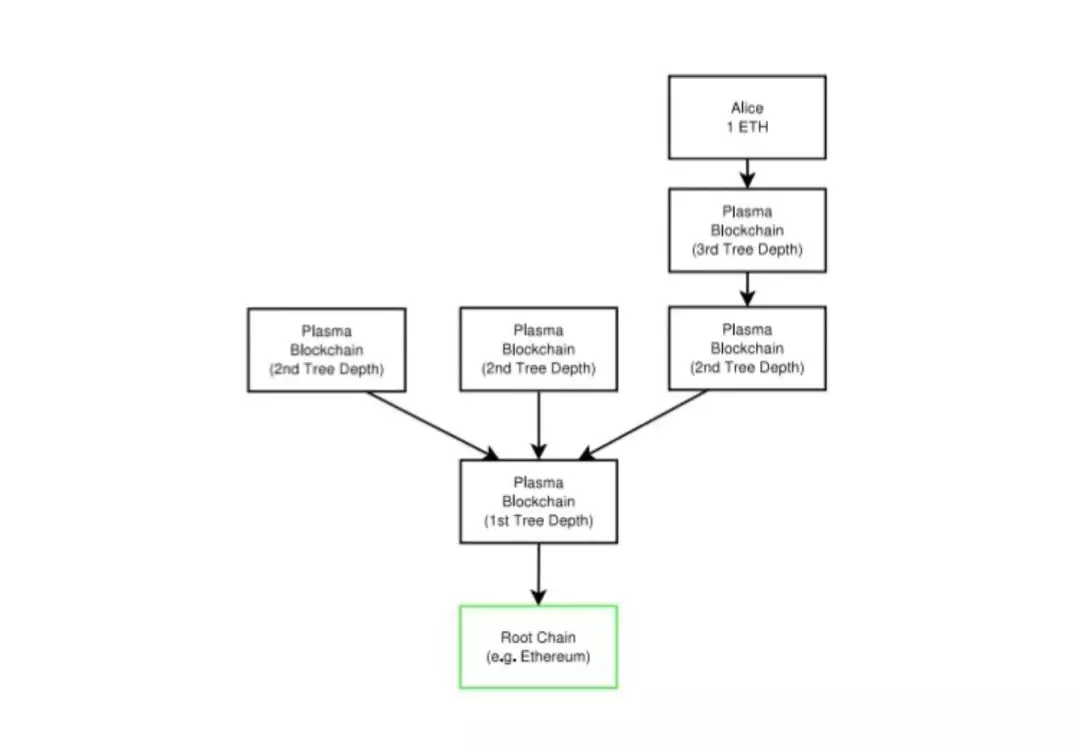 Alice
1 ETH
Plasma
Blockchain
(3rd Tree Depth)
Plasma
Blockchain
(2nd Tree Depth)
Plasma
Blockchain
(2nd Tree Depth)
Plasma
Blockchain
(2nd Tree Depth)
Plasma
Blockchain
(1st Tree Depth)
Root Chain
(e.g. Ethereum)